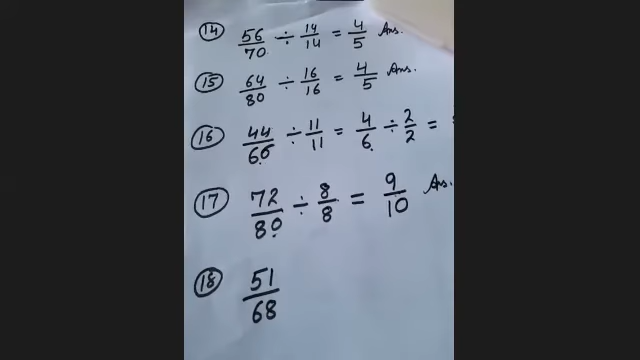 14 56/70 ÷ 14/14 = 4/5 Ans.
15 64/80 ÷ 16/16 = 4/5 Ans.
16 44/66 ÷ 11/11 = 4/6 ÷ 2/2 =
17 72/80 ÷ 8/8 = 9/10 Ans.
18 51/68